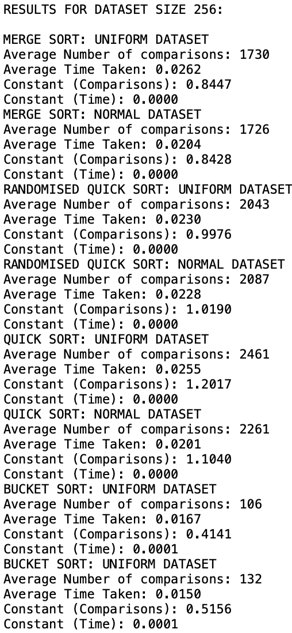 RESULTS FOR DATASET SIZE 256:

MERGE SORT: UNIFORM DATASET
Average Number of comparisons: 1730
Average Time Taken: 0.0262
Constant (Comparisons): 0.8447
Constant (Time): 0.0000
MERGE SORT: NORMAL DATASET
Average Number of comparisons: 1726
Average Time Taken: 0.0204
Constant (Comparisons): 0.8428
Constant (Time): 0.0000
RANDOMISED QUICK SORT: UNIFORM DATASET
Average Number of comparisons: 2043
Average Time Taken: 0.0230
Constant (Comparisons): 0.9976
Constant (Time): 0.0000
RANDOMISED QUICK SORT: NORMAL DATASET
Average Number of comparisons: 2087
Average Time Taken: 0.0228
Constant (Comparisons): 1.0190
Constant (Time): 0.0000
QUICK SORT: UNIFORM DATASET
Average Number of comparisons: 2461
Average Time Taken: 0.0255
Constant (Comparisons): 1.2017
Constant (Time): 0.0000
QUICK SORT: NORMAL DATASET
Average Number of comparisons: 2261
Average Time Taken: 0.0201
Constant (Comparisons): 1.1040
Constant (Time): 0.0000
BUCKET SORT: UNIFORM DATASET
Average Number of comparisons: 106
Average Time Taken: 0.0167
Constant (Comparisons): 0.4141
Constant (Time): 0.0001
BUCKET SORT: UNIFORM DATASET
Average Number of comparisons: 132
Average Time Taken: 0.0150
Constant (Comparisons): 0.5156
Constant (Time): 0.0001